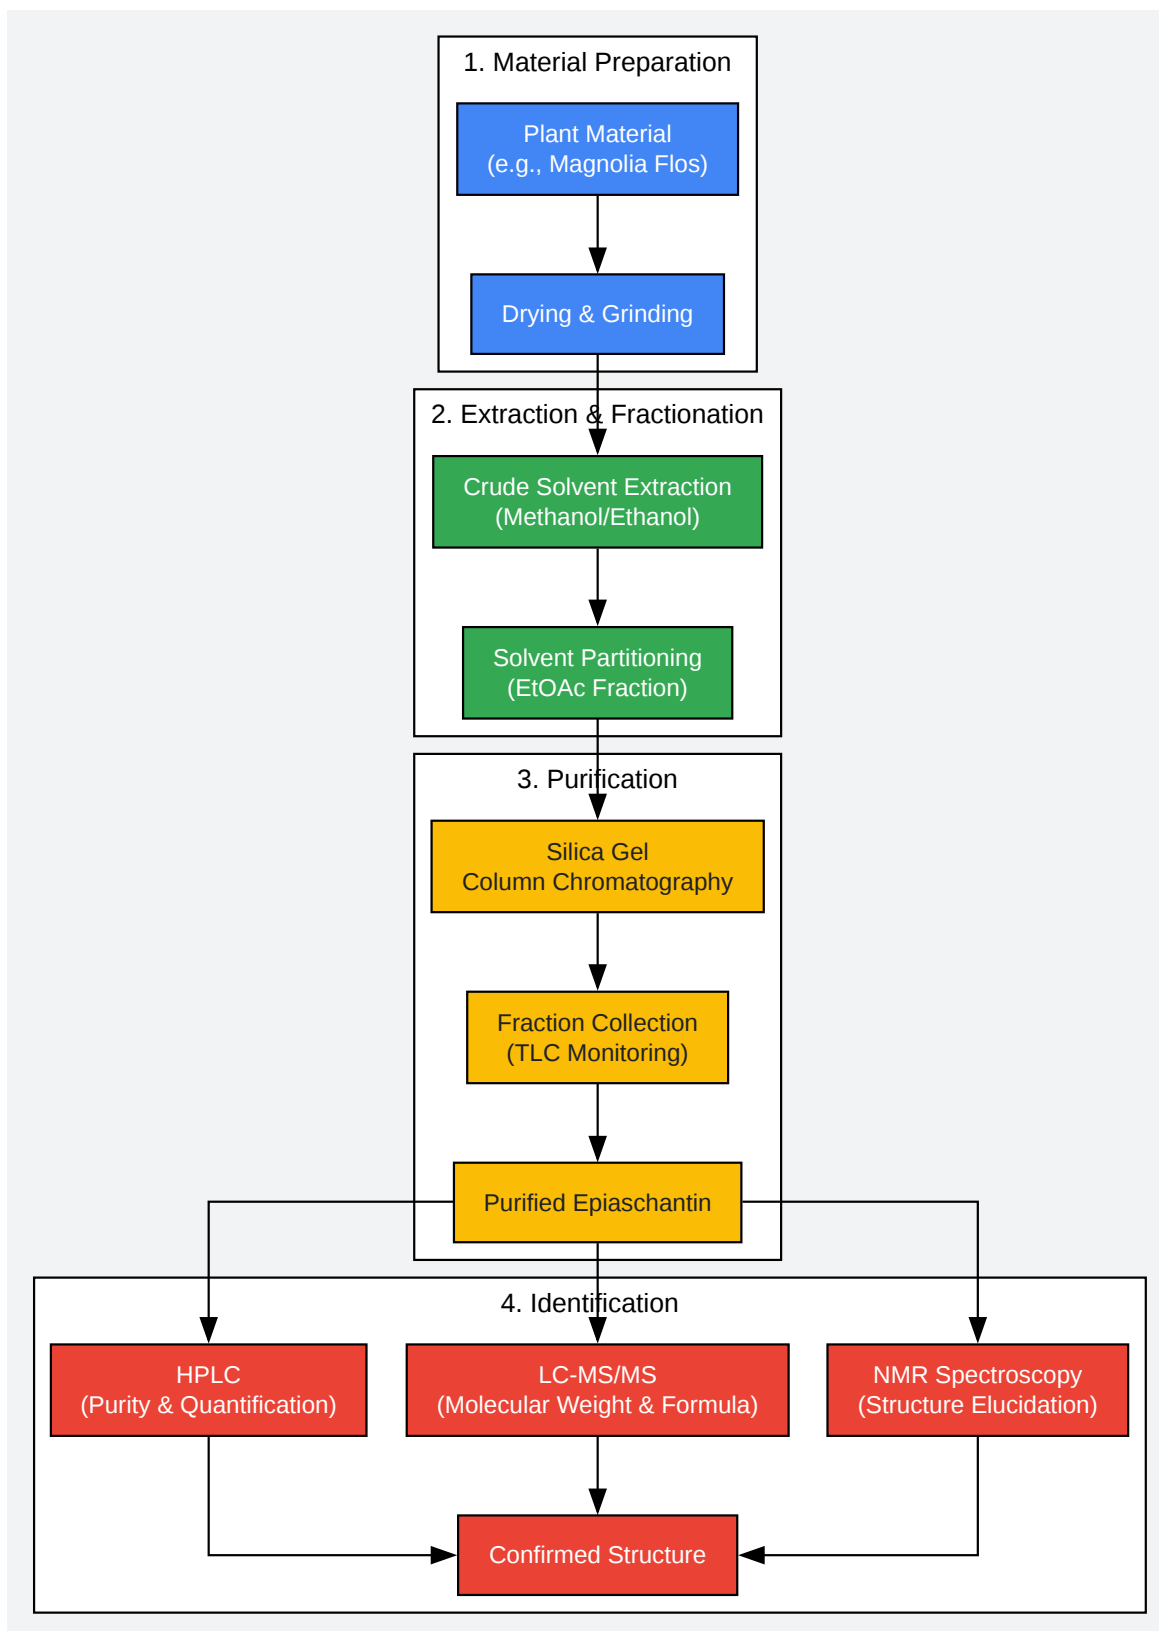 1. Material Preparation
Plant Material
(e.g., Magnolia Flos)
Drying & Grinding
2. Extraction & Fractionation
Crude Solvent Extraction
(Methanol/Ethanol)
Solvent Partitioning
(EtOAc Fraction)
3. Purification
Silica Gel
Column Chromatography
Fraction Collection
(TLC Monitoring)
Purified Epiaschantin
4. Identification
HPLC
(Purity & Quantification)
LC-MS/MS
(Molecular Weight & Formula)
NMR Spectroscopy
(Structure Elucidation)
Confirmed Structure